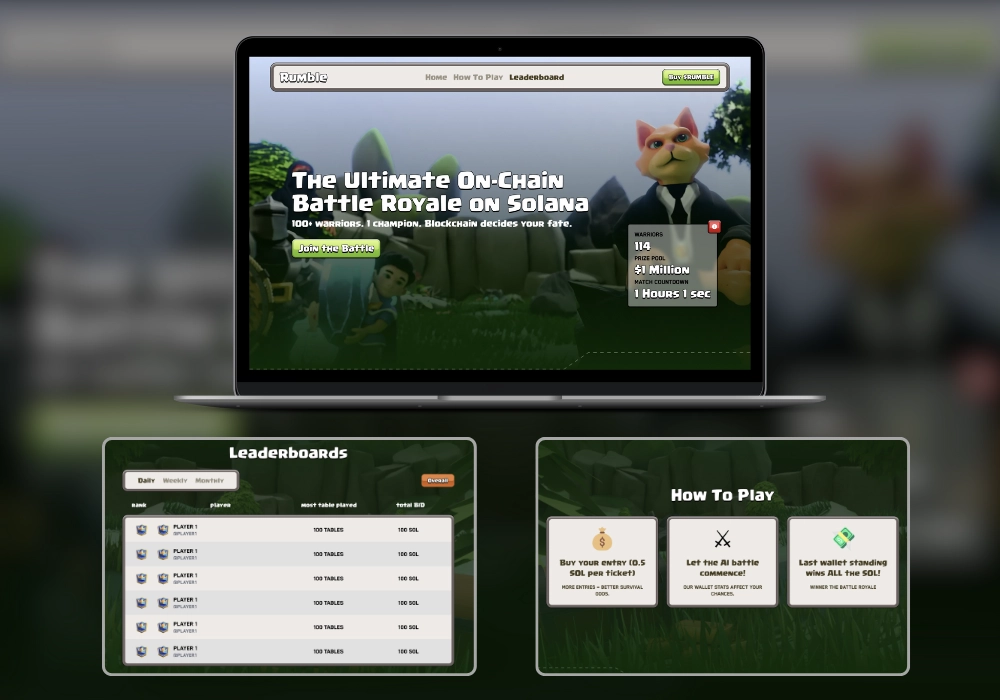 Rumble
Home How To Play Leaderboard
Buy $RUMBLE
The Ultimate On-Chain
Battle Royale on Solana
100+ warriors. 1 champion. Blockchain decides your fate.
Join the Battle
WARRIORS
114
PRIZE POOL
$1 Million
MATCH COUNTDOWN
1 Hours 1 sec
Leaderboards
Daily Weekly Monthly
Overall
rank player most table played total BID
PLAYER 1 100 TABLES 100 SOL
@PLAYER1
PLAYER 1 100 TABLES 100 SOL
@PLAYER1
PLAYER 1 100 TABLES 100 SOL
@PLAYER1
PLAYER 1 100 TABLES 100 SOL
@PLAYER1
PLAYER 1 100 TABLES 100 SOL
@PLAYER1
PLAYER 1 100 TABLES 100 SOL
@PLAYER1
How To Play
Buy your entry (0.5
SOL per ticket)
MORE ENTRIES = BETTER SURVIVAL
ODDS.
Let the AI battle
commence!
OUR WALLET STATS AFFECT YOUR
CHANCES.
Last wallet standing
wins ALL the SOL!
WINNER THE BATTLE ROYALE